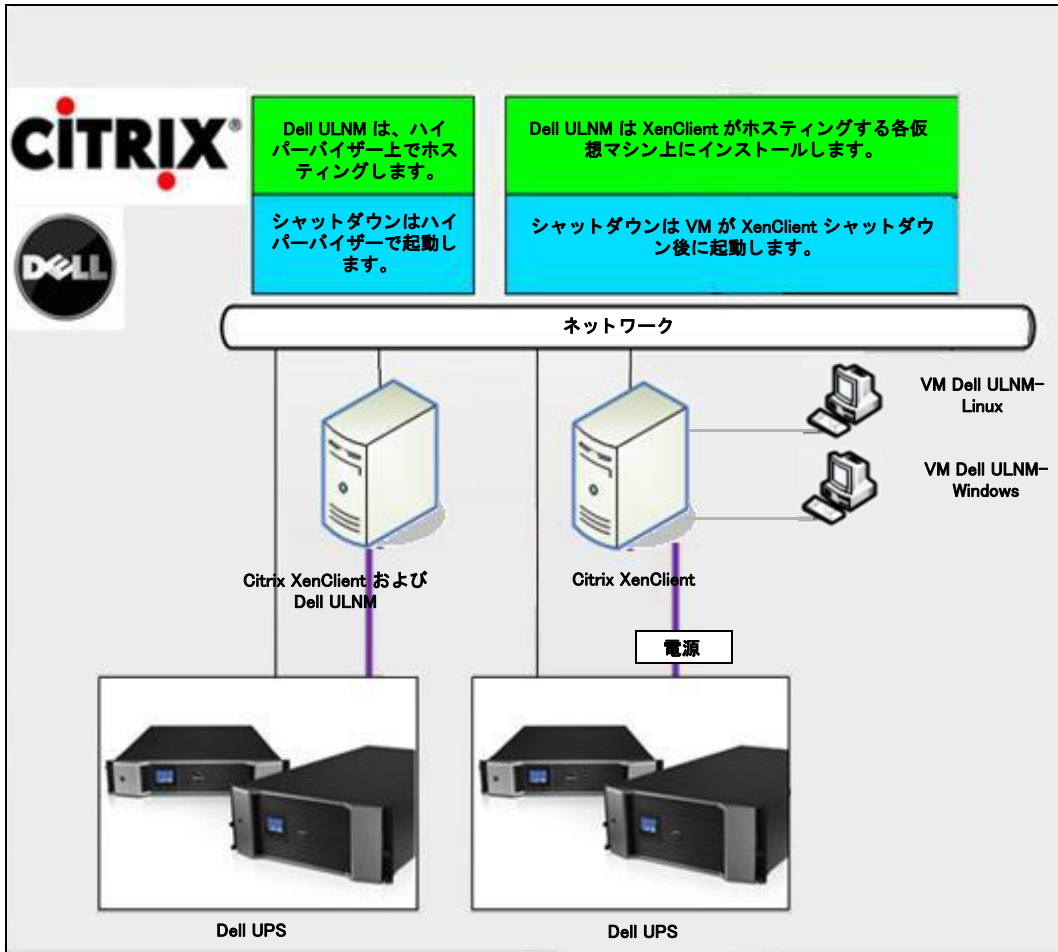 CİTRIX®
DELL
Dell ULNM は、ハイ
パーバイザー上でホス
ティングします。
Dell ULNM は XenClient がホスティングする各仮
想マシン上にインストールします。
シャットダウンはハイ
パーバイザーで起動し
ます。
シャットダウンは VM が XenClient シャットダウ
ン後に起動します。
ネットワーク
VM Dell ULNM-
Linux
VM Dell ULNM-
Windows
Citrix XenClient および
Dell ULNM
Citrix XenClient
電源
Dell UPS
Dell UPS